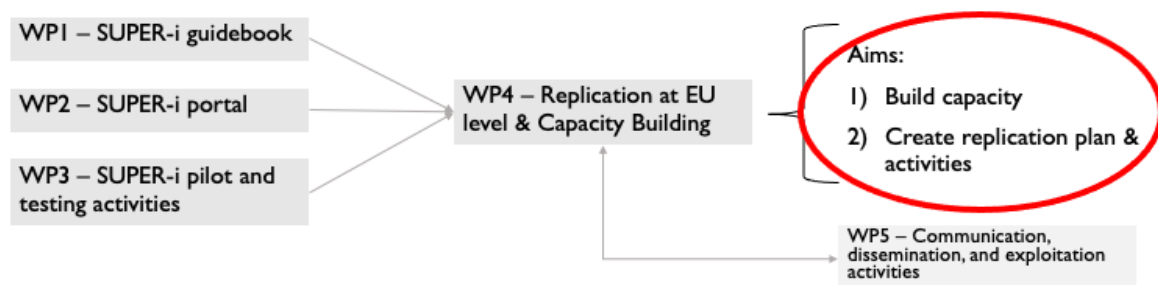 WP1 – SUPER-i guidebook
WP2 – SUPER-i portal
WP3 – SUPER-i pilot and
testing activities
WP4 – Replication at EU
level & Capacity Building
Aims:
1) Build capacity
2) Create replication plan &
activities
WP5 – Communication,
dissemination, and exploitation
activities